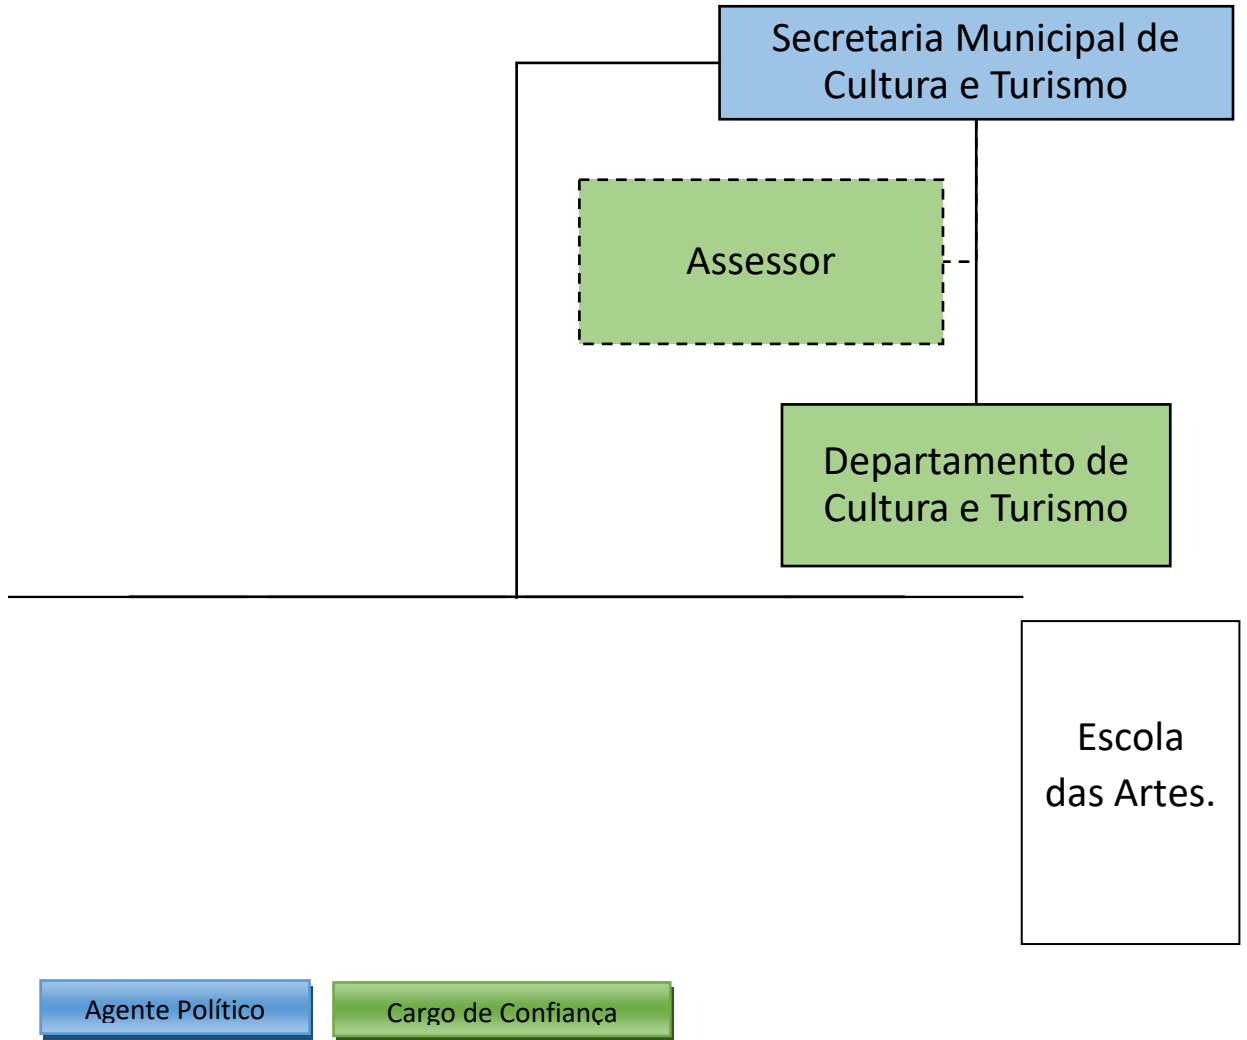 Secretaria Municipal de
Cultura e Turismo
Assessor
Departamento de
Cultura e Turismo
Escola
das Artes.
Agente Político
Cargo de Confiança